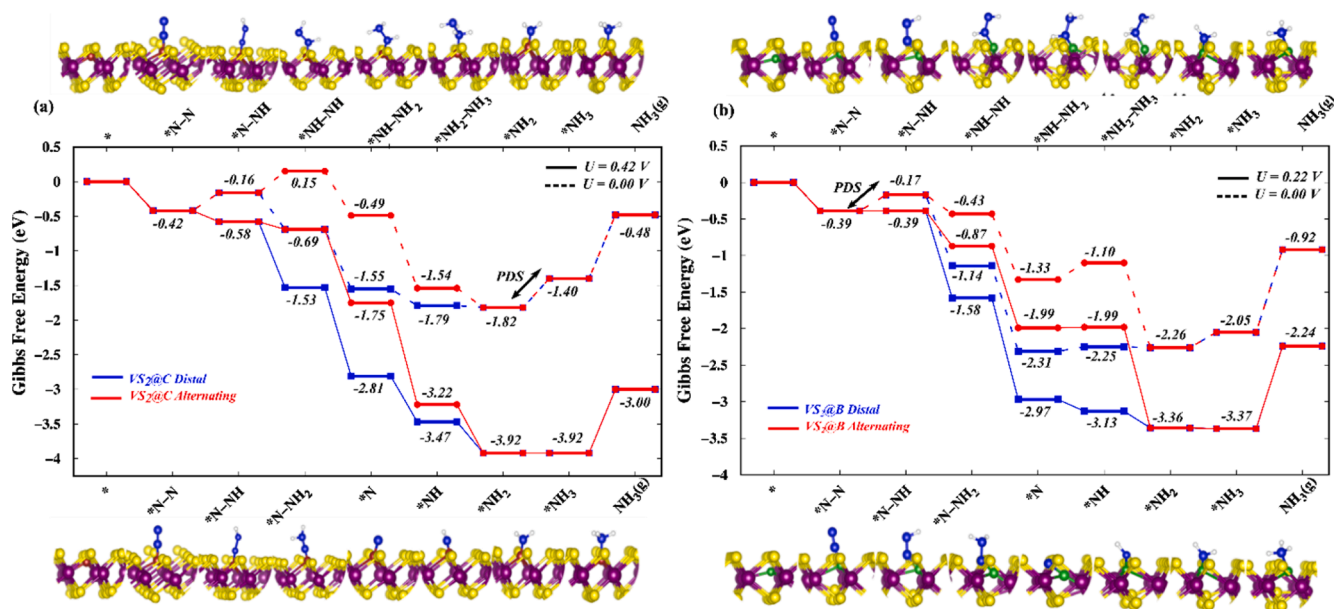 (a)
*
*N–N
*N–NH
*NH–NH
*NH–NH2
*NH2–NH3
*NH2
*NH3
NH3(g)
Gibbs Free Energy (eV)
0.5
0
−0.5
−1
−1.5
−2
−2.5
−3
−3.5
−4
U = 0.42 V
U = 0.00 V
-0.42
-0.16
-0.58
0.15
-0.69
-1.53
-0.49
-1.55
-1.75
-2.81
-1.54
-1.79
-3.22
-3.47
-1.82
-3.92
PDS
-1.40
-3.92
-0.48
-3.00
VS2@C Distal
VS2@C Alternating
*
*N–N
*N–NH
*N–NH2
*N
*NH
*NH2
*NH3
NH3(g)
(b)
*
*N–N
*N–NH
*NH–NH
*NH–NH2
*NH2–NH3
*NH2
*NH3
NH3(g)
Gibbs Free Energy (eV)
0.5
0
−0.5
−1
−1.5
−2
−2.5
−3
−3.5
−4
U = 0.22 V
U = 0.00 V
PDS
-0.39
-0.17
-0.39
-0.43
-0.87
-1.14
-1.58
-1.33
-1.99
-2.31
-2.97
-1.10
-1.99
-2.25
-3.13
-2.26
-3.36
-2.05
-3.37
-0.92
-2.24
VS2@B Distal
VS2@B Alternating
*
*N–N
*N–NH
*N–NH2
*N
*NH
*NH2
*NH3
NH3(g)